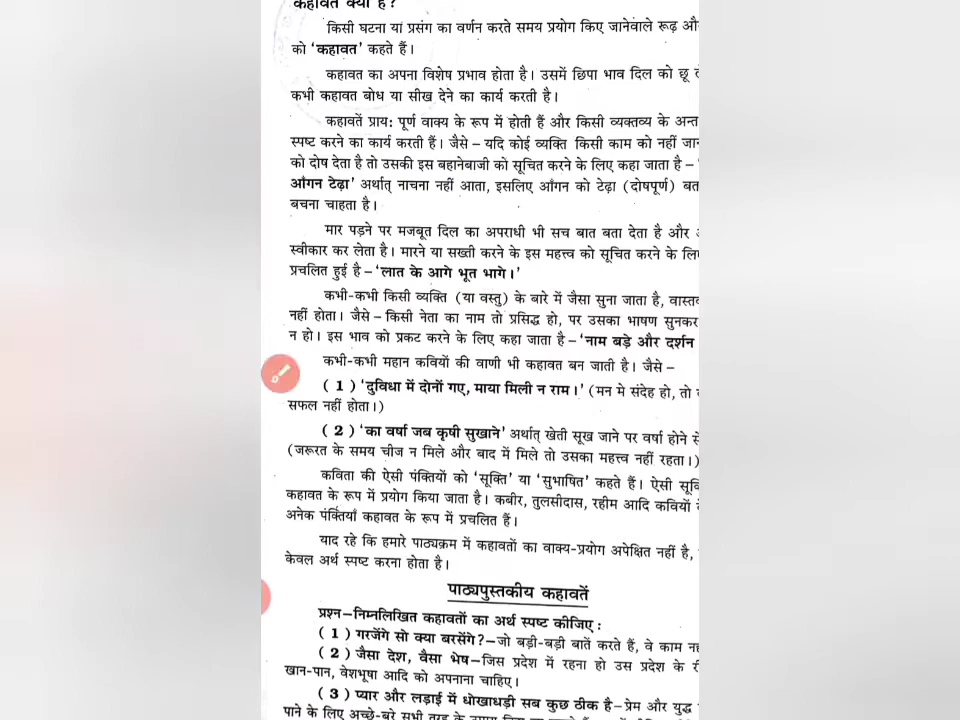 कहावत क्या है?
किसी घटना या प्रसंग का वर्णन करते समय प्रयोग किए जानेवाले रूढ़
को 'कहावत' कहते हैं।
कहावत का अपना विशेष प्रभाव होता है। उसमें छिपा भाव दिल को छू
कभी कहावत बोध या सीख देने का कार्य करती है।
कहावतें प्राय: पूर्ण वाक्य के रूप में होती हैं और किसी व्यक्तव्य के
स्पष्ट करने का कार्य करती हैं। जैसे – यदि कोई व्यक्ति किसी काम को नहीं
को दोष देता है तो उसकी इस बहानेबाजी को सूचित करने के लिए कहा जाता है –
आँगन टेढ़ा' अर्थात् नाचना नहीं आता, इसलिए आँगन को टेढ़ा (दोषपूर्ण)
बचना चाहता है।
मार पड़ने पर मजबूत दिल का अपराधी भी सच बात बता देता है और
स्वीकार कर लेता है। मारने या सख्ती करने के इस महत्त्व को सूचित करने के
प्रचलित हुई है – 'लात के आगे भूत भागे।'
कभी-कभी किसी व्यक्ति (या वस्तु) के बारे में जैसा सुना जाता है,
नहीं होता। जैसे – किसी नेता का नाम तो प्रसिद्ध हो, पर उसका भाषण सुनकर
न हो। इस भाव को प्रकट करने के लिए कहा जाता है – 'नाम बड़े और दर्शन
कभी-कभी महान कवियों की वाणी भी कहावत बन जाती है। जैसे –
( 1 ) 'दुविधा में दोनों गए, माया मिली न राम।' (मन मे संदेह हो, तो
सफल नहीं होता।)
( 2 ) 'का वर्षा जब कृषी सुखाने' अर्थात् खेती सूख जाने पर वर्षा होने
(जरूरत के समय चीज न मिले और बाद में मिले तो उसका महत्त्व नहीं रहता।)
कविता की ऐसी पंक्तियों को 'सूक्ति' या 'सुभाषित' कहते हैं। ऐसी
कहावत के रूप में प्रयोग किया जाता है। कबीर, तुलसीदास, रहीम आदि कवियों
अनेक पंक्तियाँ कहावत के रूप में प्रचलित हैं।
याद रहे कि हमारे पाठ्यक्रम में कहावतों का वाक्य-प्रयोग अपेक्षित नहीं है,
केवल अर्थ स्पष्ट करना होता है।
पाठ्यपुस्तकीय कहावतें
प्रश्न–निम्नलिखित कहावतों का अर्थ स्पष्ट कीजिए :
( 1 ) गरजेंगे सो क्या बरसेंगे?–जो बड़ी-बड़ी बातें करते हैं, वे काम
( 2 ) जैसा देश, वैसा भेष–जिस प्रदेश में रहना हो उस प्रदेश के
खान-पान, वेशभूषा आदि को अपनाना चाहिए।
( 3 ) प्यार और लड़ाई में धोखाधड़ी सब कुछ ठीक है–प्रेम और युद्ध
पाने के लिए अच्छे-बुरे सभी तरह के